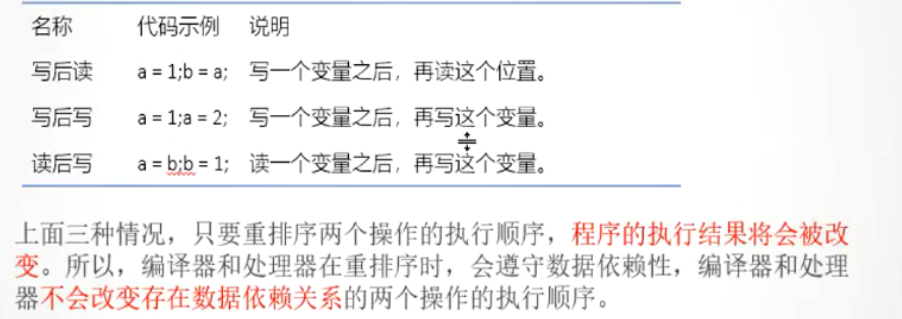 名称 代码示例 说明
写后读 a = 1;b = a; 写一个变量之后，再读这个位置。
写后写 a = 1;a = 2; 写一个变量之后，再写这个变量。
读后写 a = b;b = 1; 读一个变量之后，再写这个变量。
上面三种情况，只要重排序两个操作的执行顺序，程序的执行结果将会被改
变。所以，编译器和处理器在重排序时，会遵守数据依赖性，编译器和处理
器不会改变存在数据依赖关系的两个操作的执行顺序。